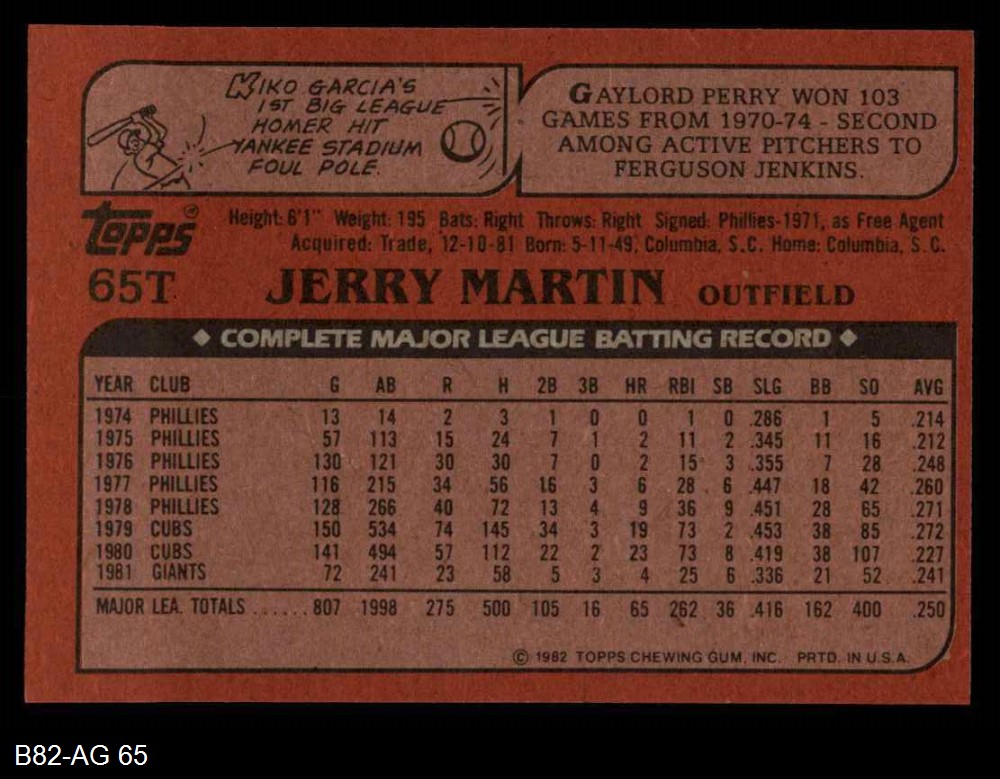 KIKO GARCIA'S
1ST BIG LEAGUE
HOMER HIT
YANKEE STADIUM
FOUL POLE.
GAYLORD PERRY WON 103
GAMES FROM 1970-74 - SECOND
AMONG ACTIVE PITCHERS TO
FERGUSON JENKINS.
TOPPS®
Height: 6'1" Weight: 195 Bats: Right Throws: Right Signed: Phillies-1971, as Free Agent
Acquired: Trade, 12-10-81 Born: 5-11-49, Columbia, S.C. Home: Columbia, S. C.
65T JERRY MARTIN OUTFIELD
◆ COMPLETE MAJOR LEAGUE BATTING RECORD ◆
YEAR CLUB G AB R H 2B 3B HR RBI SB SLG BB SO AVG
1974 PHILLIES 13 14 2 3 1 0 0 1 0 .286 1 5 .214
1975 PHILLIES 57 113 15 24 7 1 2 11 2 .345 11 16 .212
1976 PHILLIES 130 121 30 30 7 0 2 15 3 .355 7 28 .248
1977 PHILLIES 116 215 34 56 16 3 6 28 6 .447 18 42 .260
1978 PHILLIES 128 266 40 72 13 4 9 36 9 .451 28 65 .271
1979 CUBS 150 534 74 145 34 3 19 73 2 .453 38 85 .272
1980 CUBS 141 494 57 112 22 2 23 73 8 .419 38 107 .227
1981 GIANTS 72 241 23 58 5 3 4 25 6 .336 21 52 .241
MAJOR LEA. TOTALS ...... 807 1998 275 500 105 16 65 262 36 .416 162 400 .250
© 1982 TOPPS CHEWING GUM, INC. PRTD. IN U.S.A.
B82-AG 65